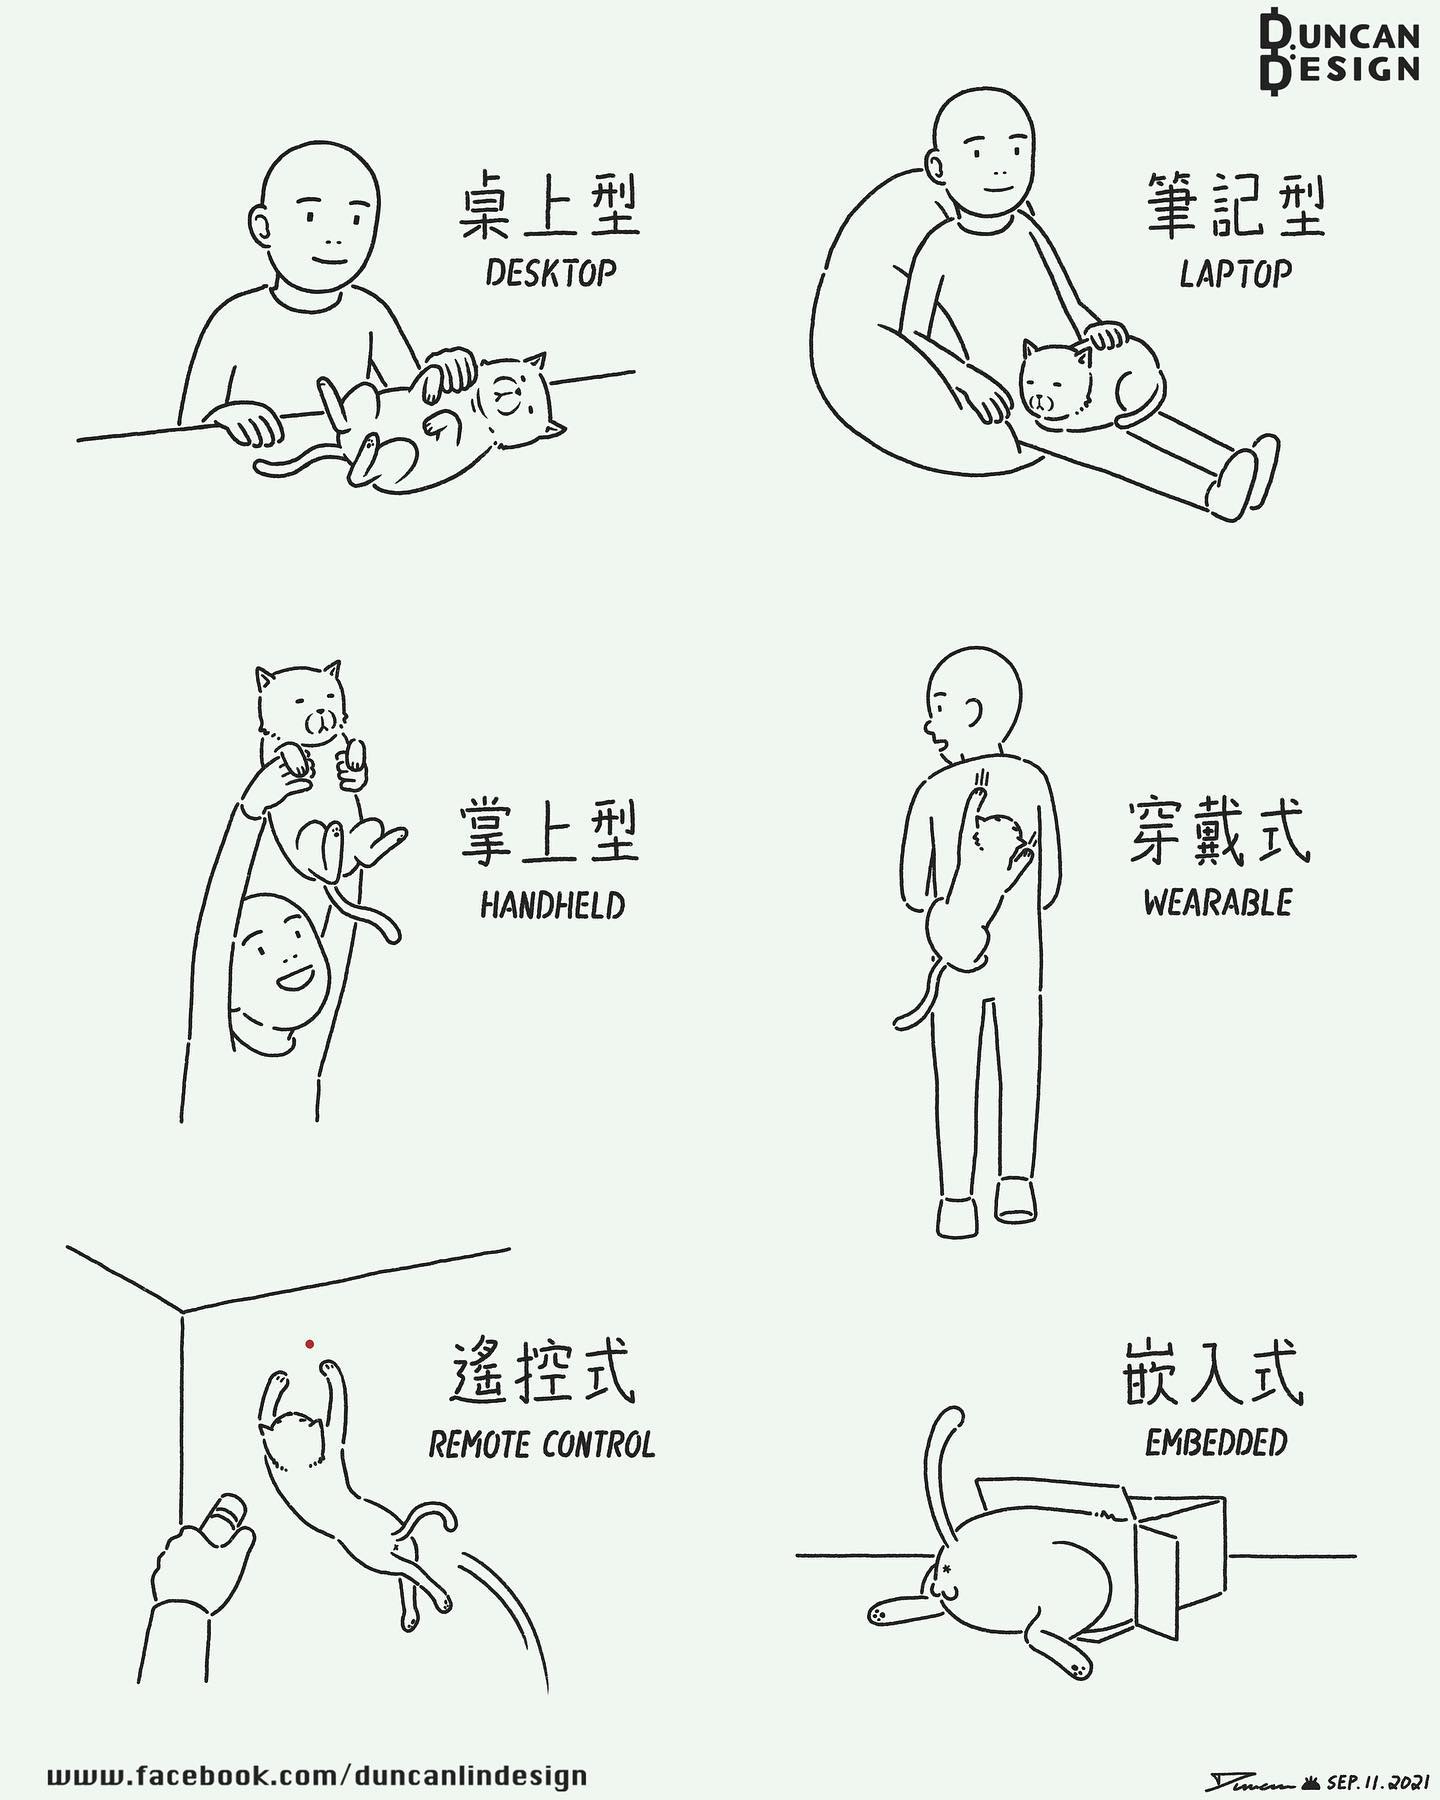 DUNCAN
DESIGN
桌上型
DESKTOP
筆記型
LAPTOP
掌上型
HANDHELD
穿戴式
WEARABLE
遙控式
REMOTE CONTROL
嵌入式
EMBEDDED
www.facebook.com/duncanlindesign
Duncan SEP.11.2021